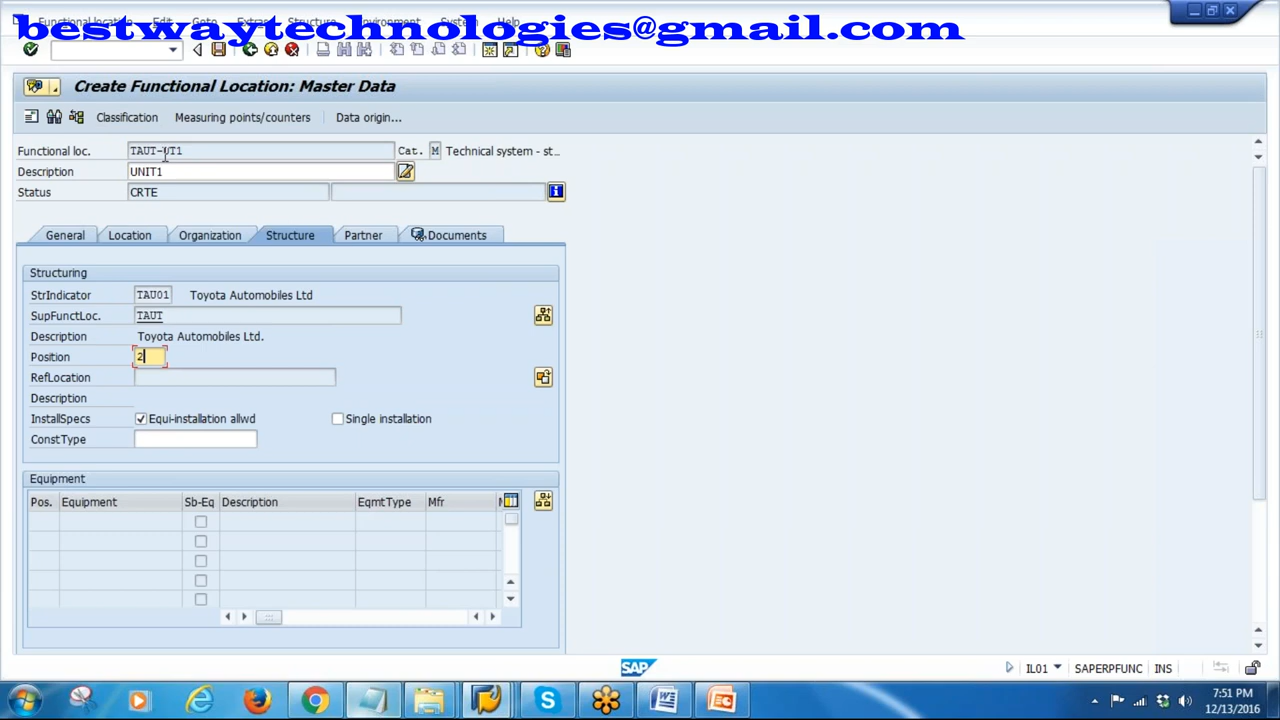 Functional location Edit Goto Extras Structure Environment System Help
bestwaytechnologies@gmail.com
Create Functional Location: Master Data
Classification Measuring points/counters Data origin...
Functional loc. TAUT-UT1 Cat. M Technical system - st...
Description UNIT1
Status CRTE
General Location Organization Structure Partner Documents
Structuring
StrIndicator TAU01 Toyota Automobiles Ltd
SupFunctLoc. TAUT
Description Toyota Automobiles Ltd.
Position 2
RefLocation
Description
InstallSpecs Equi-installation allwd Single installation
ConstType
Equipment
Pos. Equipment Sb-Eq Description EqmtType Mfr
SAP IL01 SAPERPFUNC INS
7:51 PM
12/13/2016